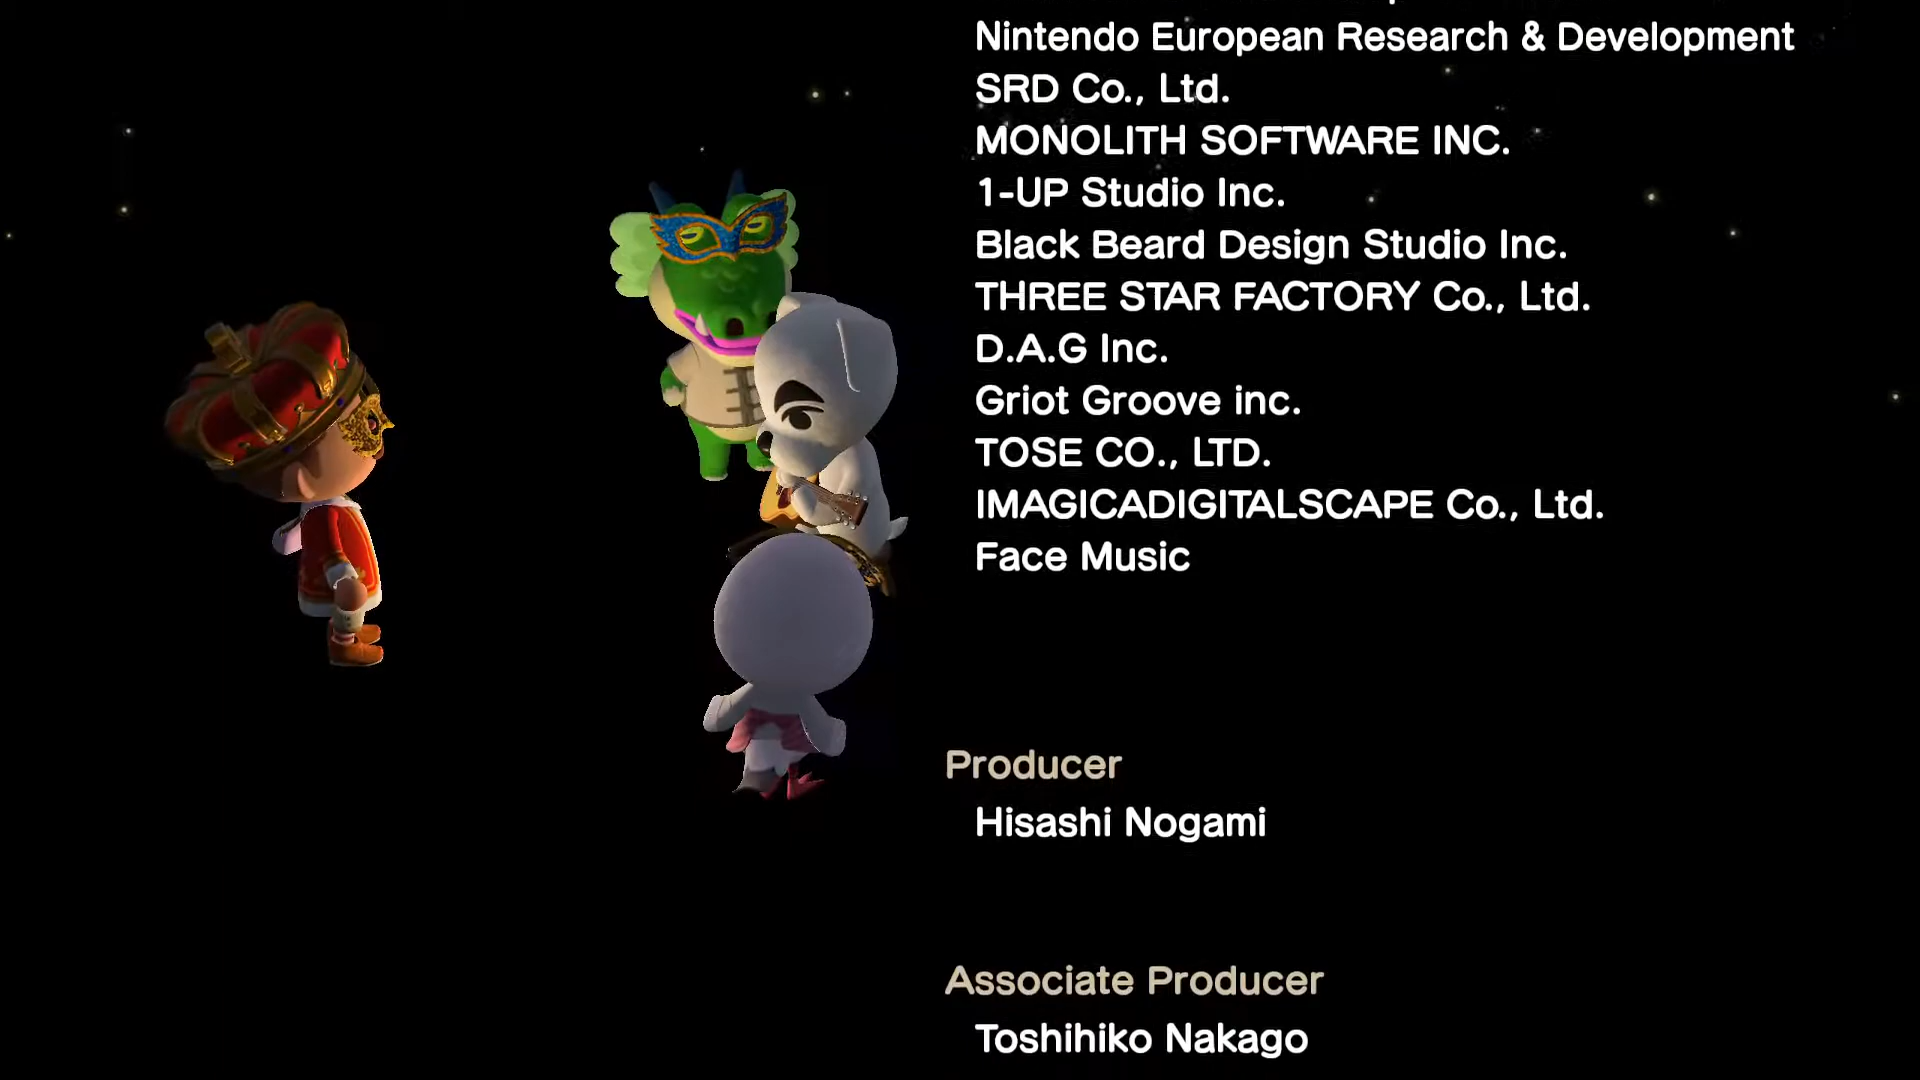 Nintendo European Research & Development
SRD Co., Ltd.
MONOLITH SOFTWARE INC.
1-UP Studio Inc.
Black Beard Design Studio Inc.
THREE STAR FACTORY Co., Ltd.
D.A.G Inc.
Griot Groove inc.
TOSE CO., LTD.
IMAGICADIGITALSCAPE Co., Ltd.
Face Music
Producer
Hisashi Nogami
Associate Producer
Toshihiko Nakago